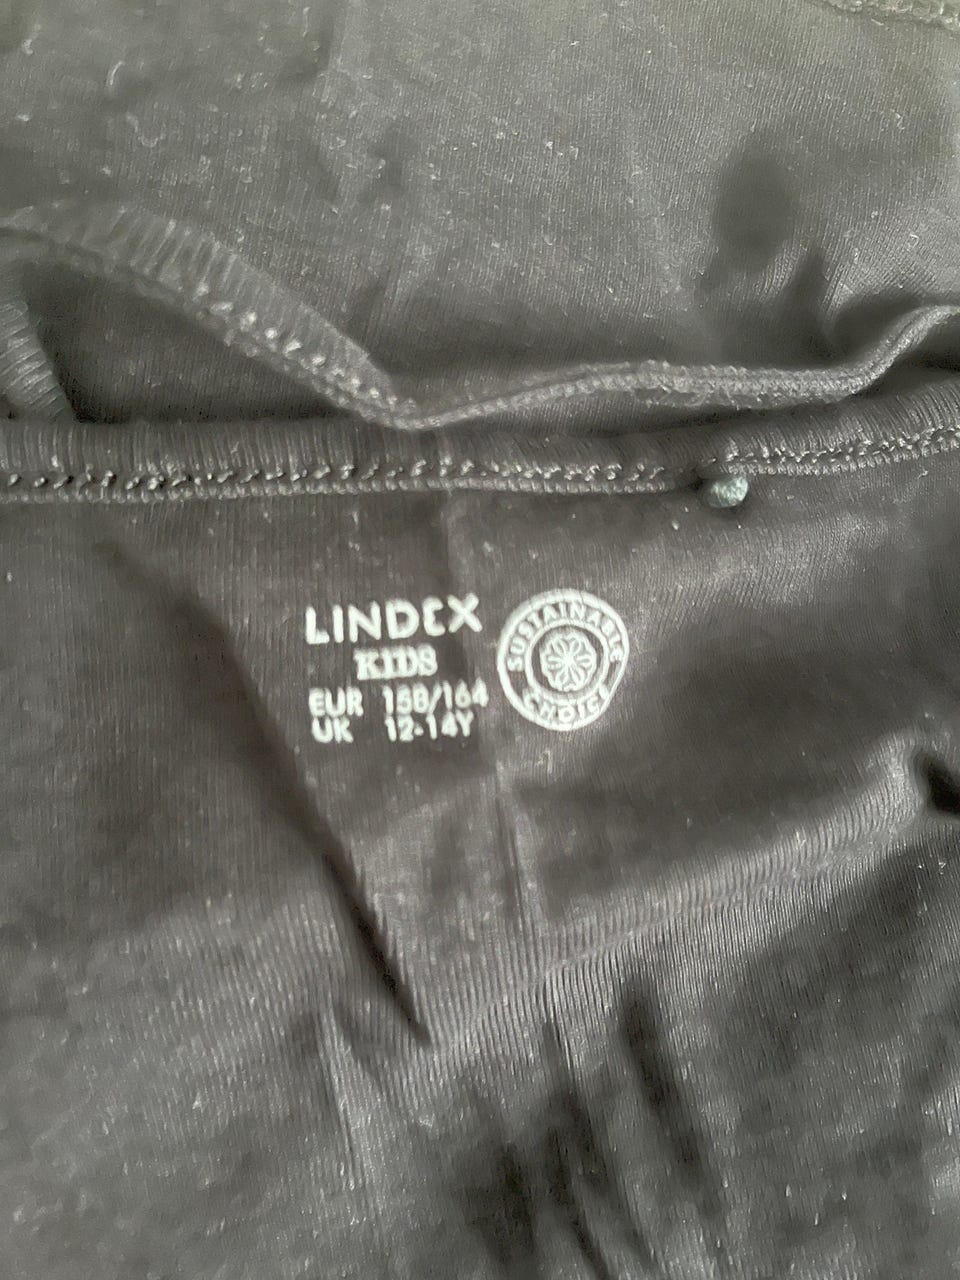 LINDEX
KIDS
EUR 158/164
UK 12-14Y
SUSTAINABLE
CHOICE